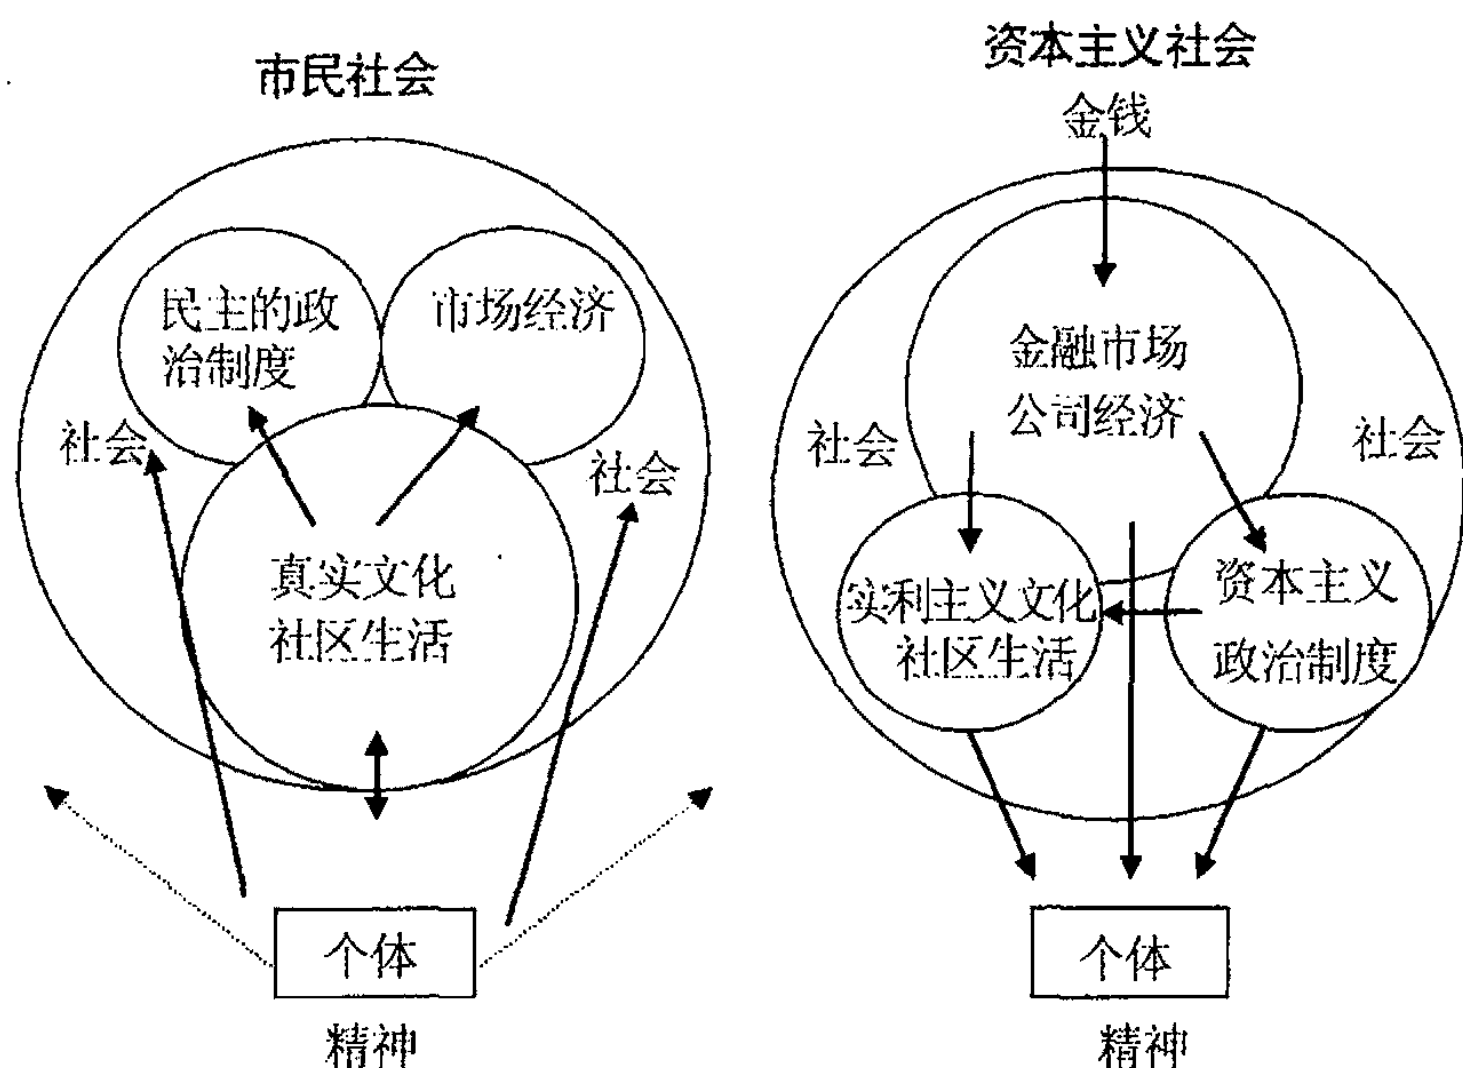 市民社会
民主的政
治制度
市场经济
社会
社会
真实文化
社区生活
个体
精神
资本主义社会
金钱
金融市场
公司经济
社会
社会
实利主义文化
社区生活
资本主义
政治制度
个体
精神